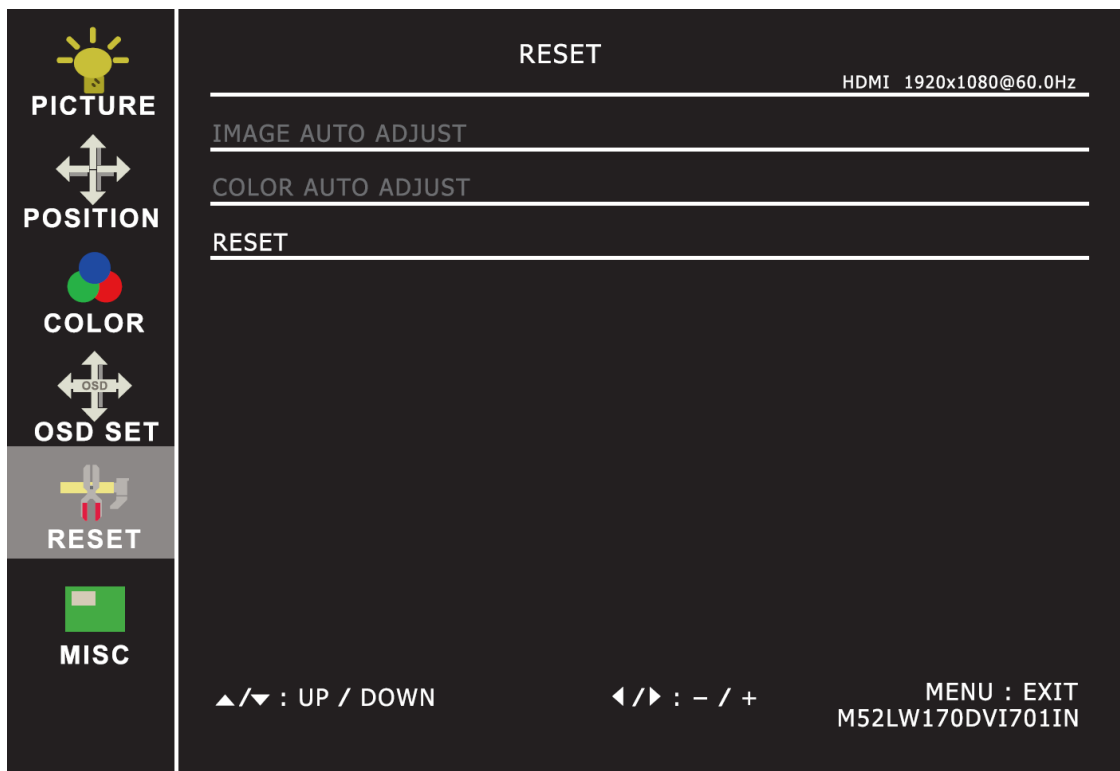 PICTURE
POSITION
COLOR
OSD
OSD SET
RESET
MISC
RESET
HDMI 1920x1080@60.0Hz
IMAGE AUTO ADJUST
COLOR AUTO ADJUST
RESET
▲/▼ : UP / DOWN
◀/▶ : – / +
MENU : EXIT
M52LW170DVI701IN